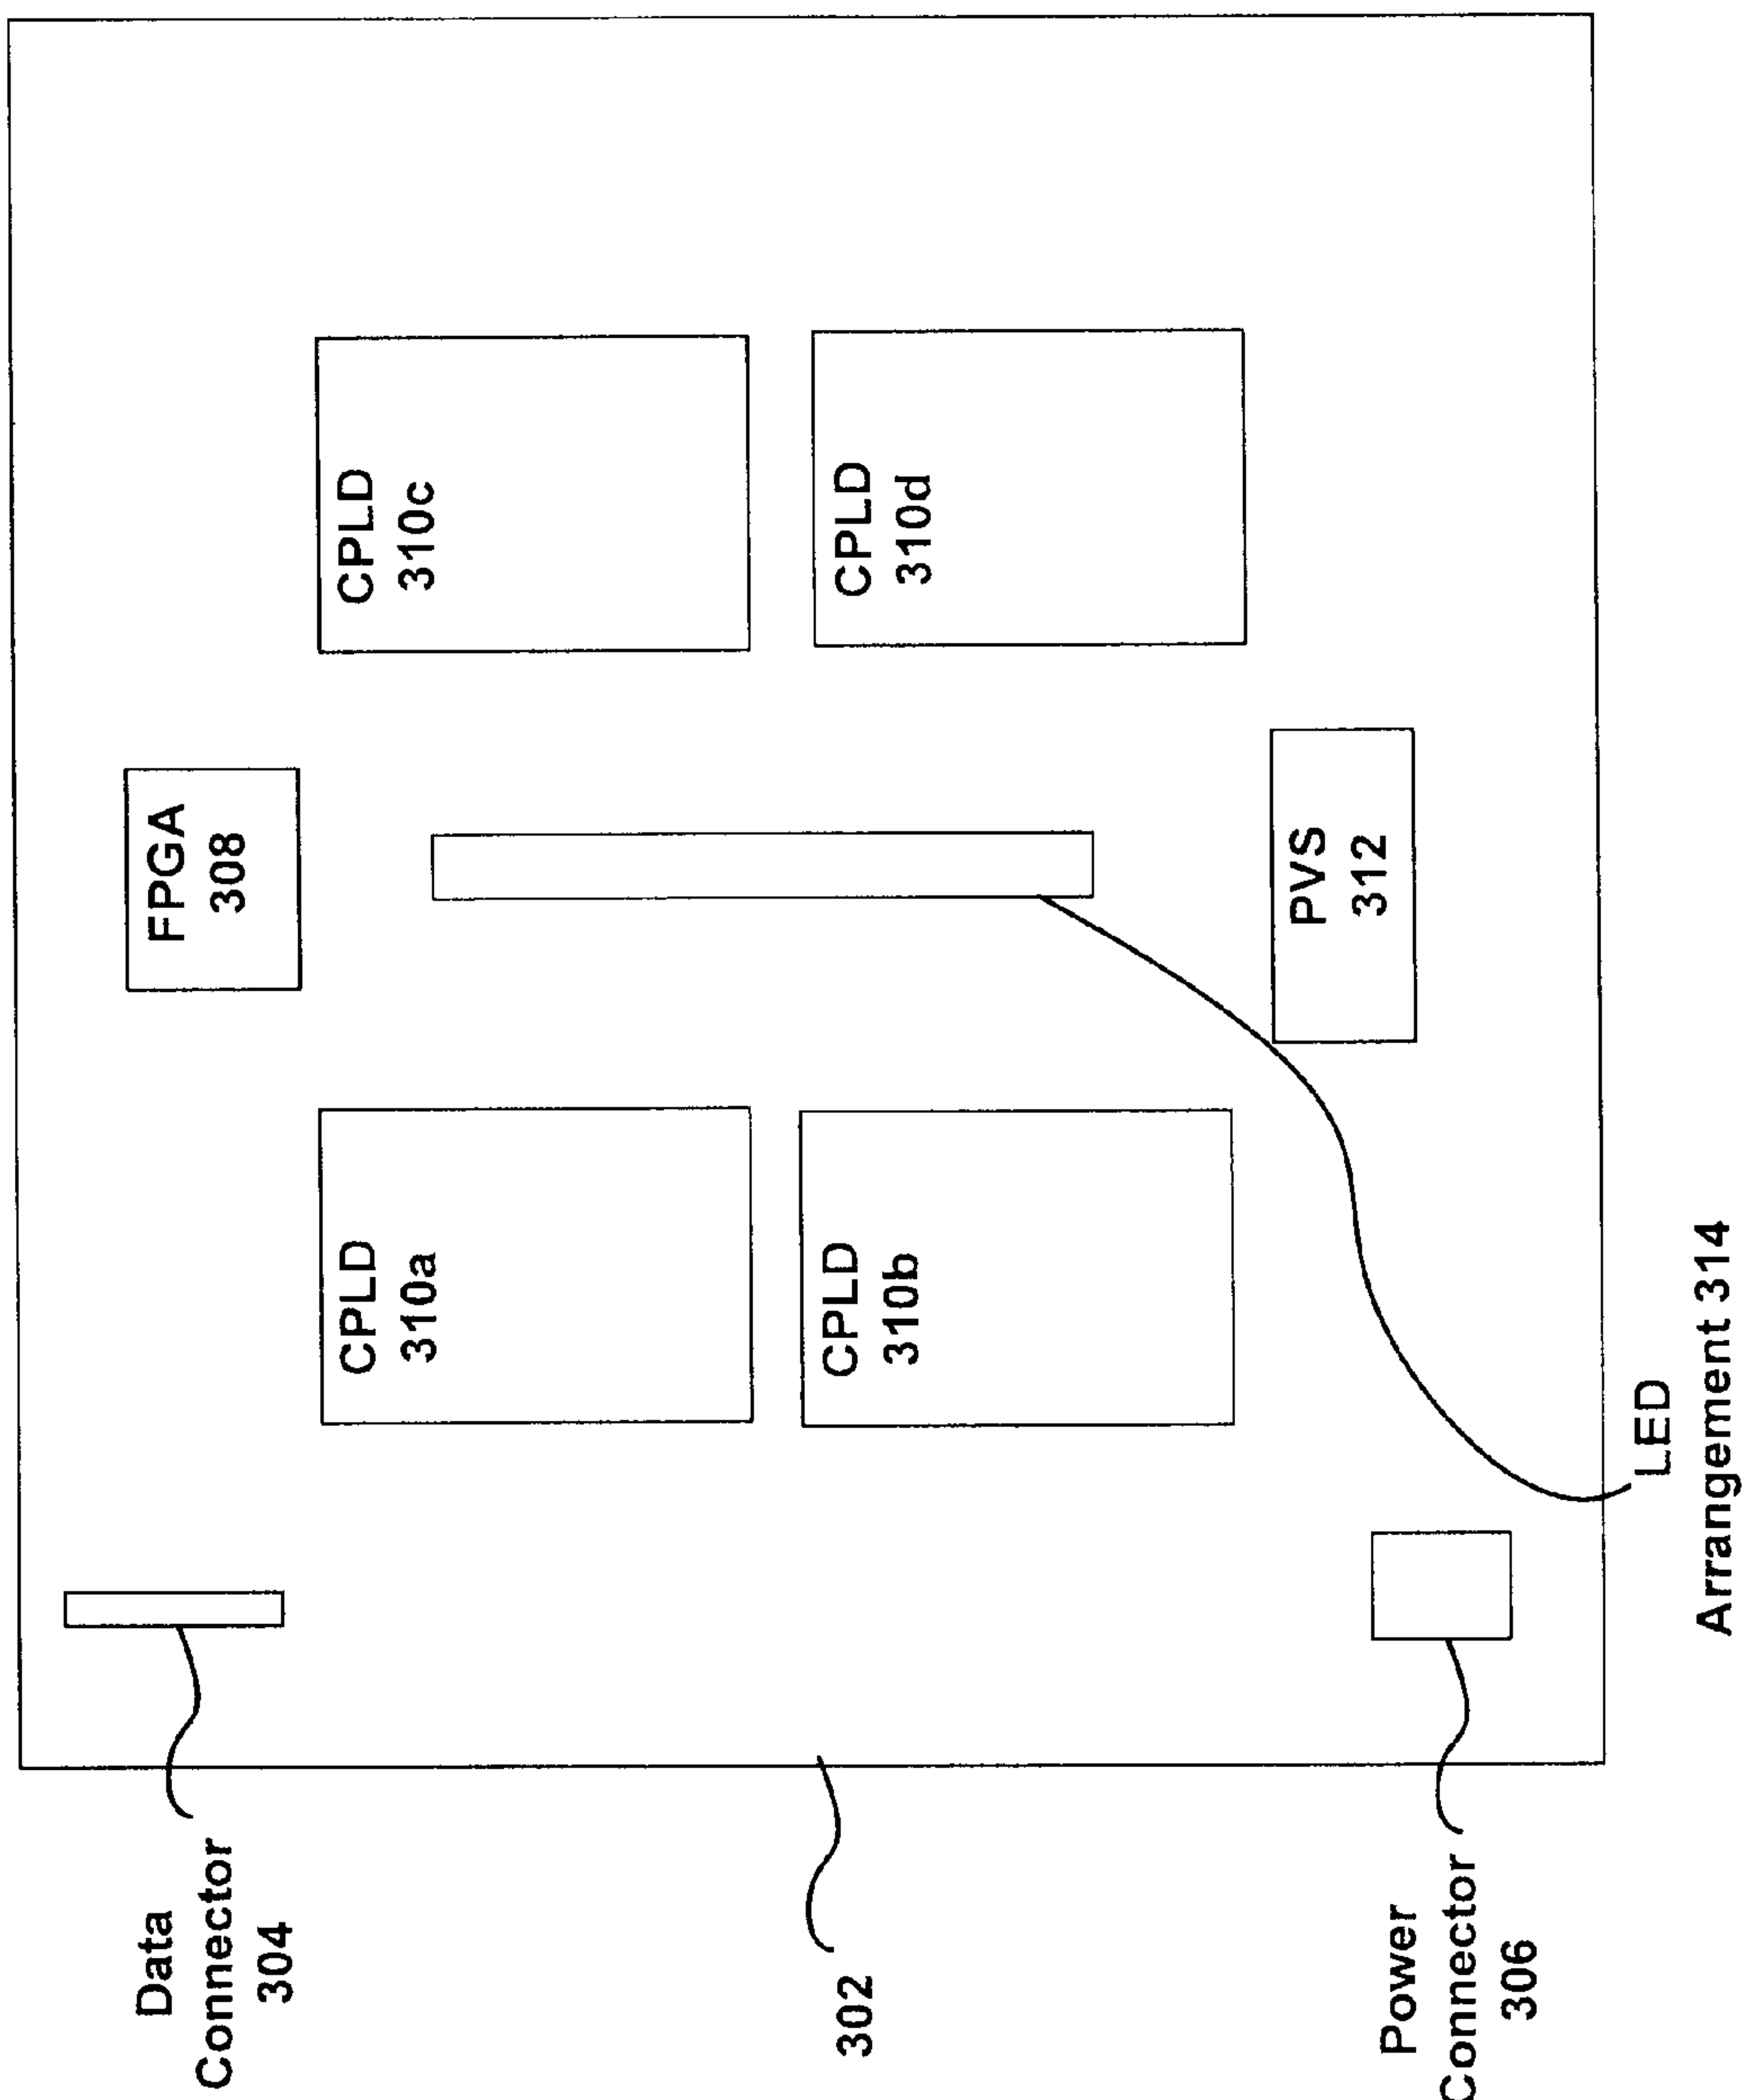 Data
Connector
304
FPGA
308
CPLD
310a
CPLD
310c
302
CPLD
310b
CPLD
310d
PVS
312
Power
Connector
306
LED
Arrangement 314